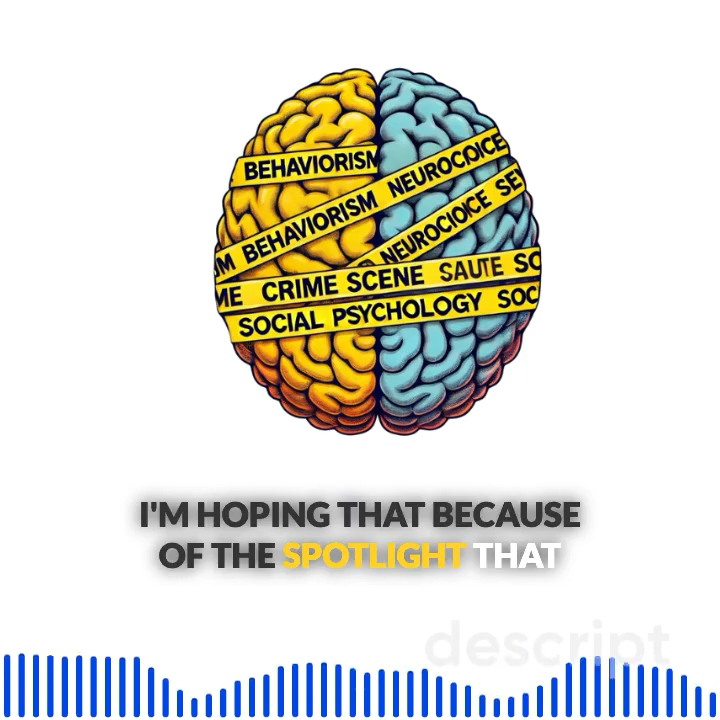 BEHAVIORISM
BEHAVIORISM NEUROCOICE
NEUROCIOICE SE
ME CRIME SCENE SAUTE SC
SOCIAL PSYCHOLOGY SOC
I'M HOPING THAT BECAUSE
OF THE SPOTLIGHT THAT
descript